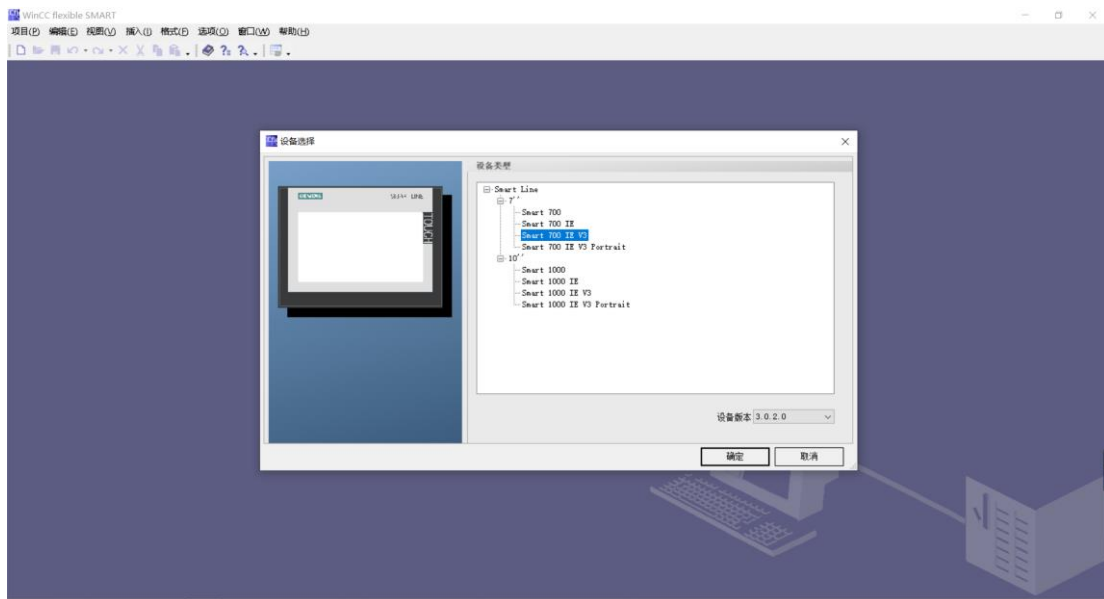 WinCC flexible SMART
项目(P) 编辑(E) 视图(V) 插入(I) 格式(F) 选项(O) 窗口(W) 帮助(H)
设备选择
设备类型
SIEMENS
TOUCH
Smart Line
7''
Smart 700
Smart 700 IE
Smart 700 IE V3
Smart 700 IE V3 Portrait
10''
Smart 1000
Smart 1000 IE
Smart 1000 IE V3
Smart 1000 IE V3 Portrait
设备版本 3.0.2.0
确定 取消